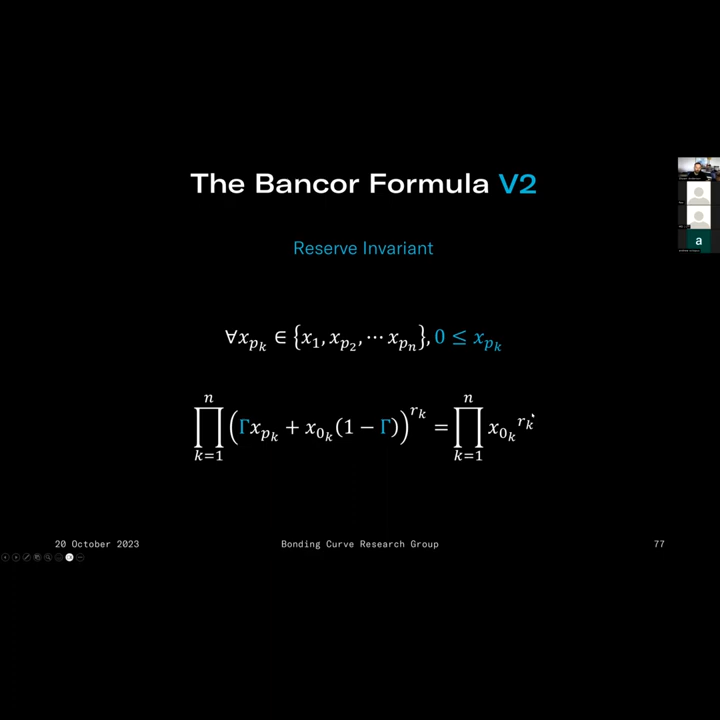 The Bancor Formula V2
Reserve Invariant
∀x_{p_k} ∈ {x_1, x_{p_2}, ⋯ x_{p_n}}, 0 ≤ x_{p_k}
∏_{k=1}^{n} (Γx_{p_k} + x_{0_k}(1 − Γ))^{r_k} = ∏_{k=1}^{n} x_{0_k}^{r_k}
a
20 October 2023
Bonding Curve Research Group
77